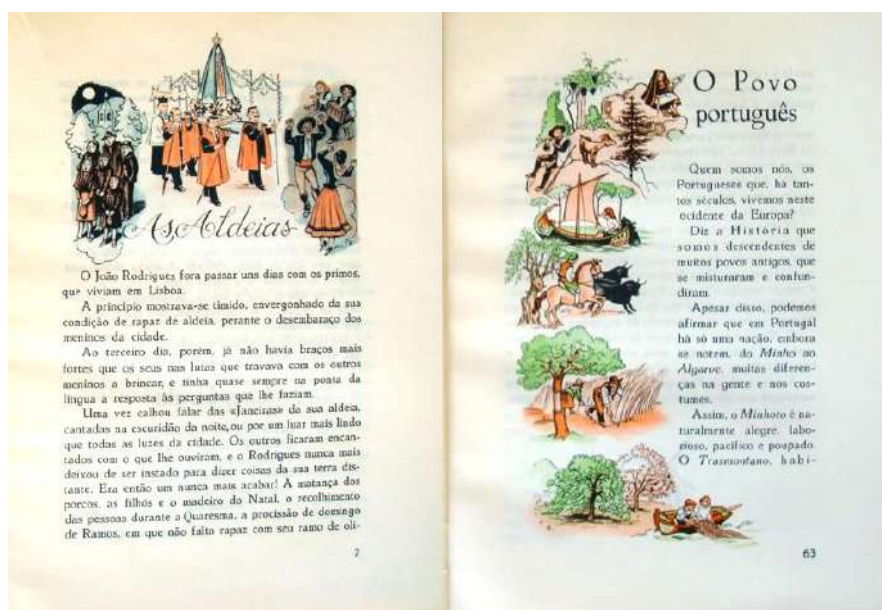 As Aldeias
O João Rodrigues fora passar uns dias com os primos,
que viviam em Lisboa.
A princípio mostrava-se tímido, envergonhado da sua
condição de rapaz de aldeia, perante o desembaraço dos
meninos da cidade.
Ao terceiro dia, porém, já não havia braços mais
fortes que os seus nas lutas que travava com os outros
meninos a brincar, e tinha quase sempre na ponta da
língua a resposta às perguntas que lhe faziam.
Uma vez calhou falar das «Janeiras» da sua aldeia,
cantadas na escuridão da noite, ou por um luar mais lindo
que todas as luzes da cidade. Os outros ficaram encan-
tados com o que lhe ouviram, e o Rodrigues nunca mais
deixou de ser instado para dizer coisas da sua terra dis-
tante. Era então um nunca mais acabar! A matança dos
porcos, as filhós e o madeiro do Natal, o recolhimento
das pessoas durante a Quaresma, a procissão de domingo
de Ramos, em que não falta rapaz com seu ramo de oli-
7
O Povo
português
Quem somos nós, os
Portugueses que, há tan-
tos séculos, vivemos neste
ocidente da Europa?
Diz a História que
somos descendentes de
muitos povos antigos, que
se misturaram e confun-
diram.
Apesar disso, podemos
afirmar que em Portugal
há só uma nação, embora
se notem, do Minho ao
Algarve, muitas diferen-
ças na gente e nos cos-
tumes.
Assim, o Minhoto é na-
turalmente alegre, labo-
rioso, pacífico e poupado.
O Trasmontano, habi-
63